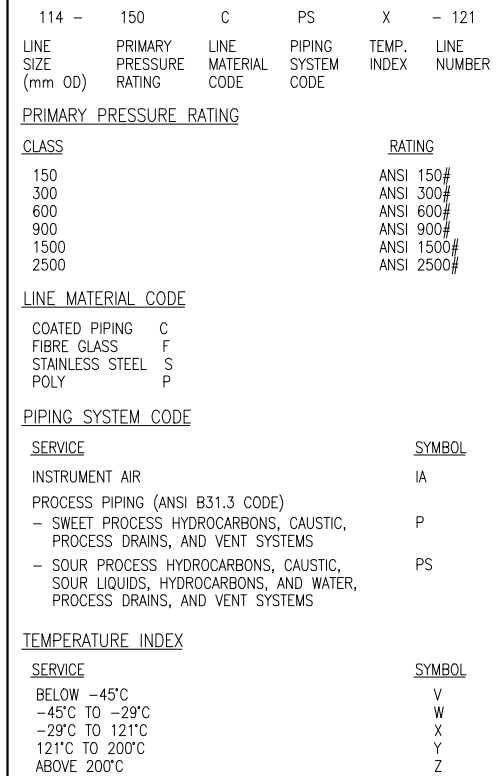 114 – 150 C PS X – 121
LINE SIZE (mm OD) PRIMARY PRESSURE RATING LINE MATERIAL CODE PIPING SYSTEM CODE TEMP. INDEX LINE NUMBER
PRIMARY PRESSURE RATING
CLASS RATING
150 ANSI 150#
300 ANSI 300#
600 ANSI 600#
900 ANSI 900#
1500 ANSI 1500#
2500 ANSI 2500#
LINE MATERIAL CODE
COATED PIPING C
FIBRE GLASS F
STAINLESS STEEL S
POLY P
PIPING SYSTEM CODE
SERVICE SYMBOL
INSTRUMENT AIR IA
PROCESS PIPING (ANSI B31.3 CODE)
– SWEET PROCESS HYDROCARBONS, CAUSTIC, P
PROCESS DRAINS, AND VENT SYSTEMS
– SOUR PROCESS HYDROCARBONS, CAUSTIC, PS
SOUR LIQUIDS, HYDROCARBONS, AND WATER,
PROCESS DRAINS, AND VENT SYSTEMS
TEMPERATURE INDEX
SERVICE SYMBOL
BELOW –45°C V
–45°C TO –29°C W
–29°C TO 121°C X
121°C TO 200°C Y
ABOVE 200°C Z